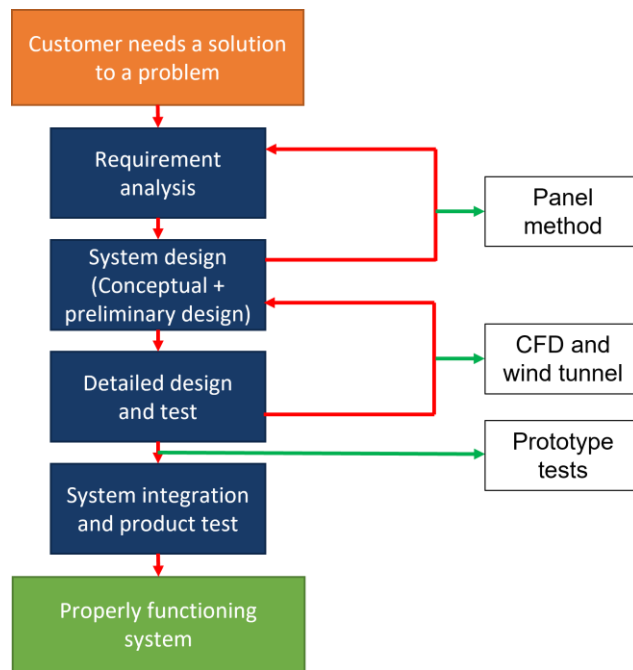 Customer needs a solution
to a problem
Requirement
analysis
Panel
method
System design
(Conceptual +
preliminary design)
CFD and
wind tunnel
Detailed design
and test
Prototype
tests
System integration
and product test
Properly functioning
system